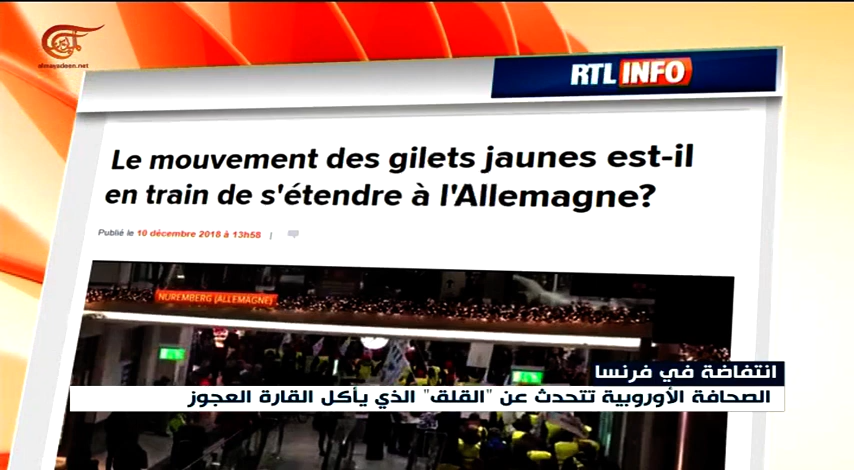 الميادين
almayadeen.net
RTL INFO
Le mouvement des gilets jaunes est-il
en train de s'étendre à l'Allemagne?
Publié le 10 décembre 2018 à 13h58 |
NUREMBERG (ALLEMAGNE)
انتفاضة في فرنسا
الصحافة الأوروبية تتحدث عن "القلق" الذي يأكل القارة العجوز